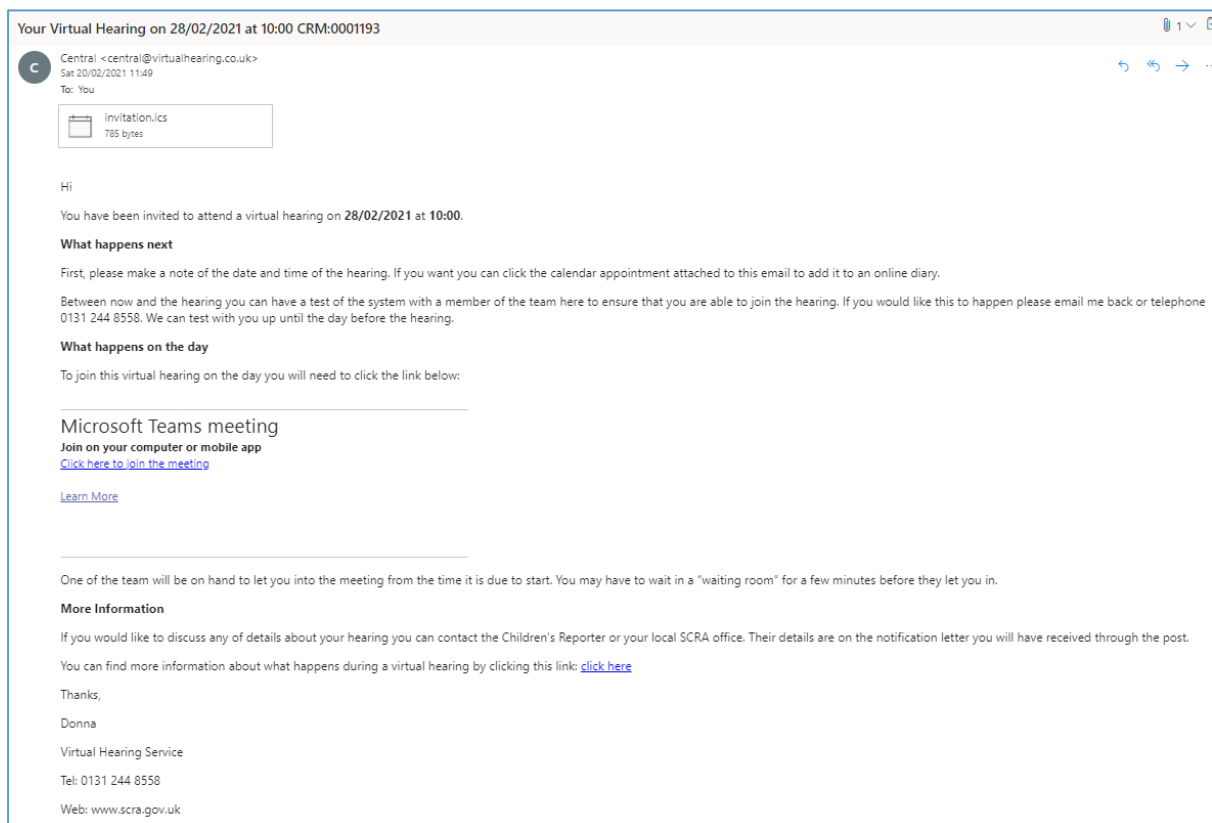 Your Virtual Hearing on 28/02/2021 at 10:00 CRM:0001193
1
C
Central <central@virtualhearing.co.uk>
Sat 20/02/2021 11:49
To: You
invitation.ics
785 bytes
Hi
You have been invited to attend a virtual hearing on 28/02/2021 at 10:00.
What happens next
First, please make a note of the date and time of the hearing. If you want you can click the calendar appointment attached to this email to add it to an online diary.
Between now and the hearing you can have a test of the system with a member of the team here to ensure that you are able to join the hearing. If you would like this to happen please email me back or telephone
0131 244 8558. We can test with you up until the day before the hearing.
What happens on the day
To join this virtual hearing on the day you will need to click the link below:
Microsoft Teams meeting
Join on your computer or mobile app
Click here to join the meeting
Learn More
One of the team will be on hand to let you into the meeting from the time it is due to start. You may have to wait in a "waiting room" for a few minutes before they let you in.
More Information
If you would like to discuss any of details about your hearing you can contact the Children's Reporter or your local SCRA office. Their details are on the notification letter you will have received through the post.
You can find more information about what happens during a virtual hearing by clicking this link: click here
Thanks,
Donna
Virtual Hearing Service
Tel: 0131 244 8558
Web: www.scra.gov.uk